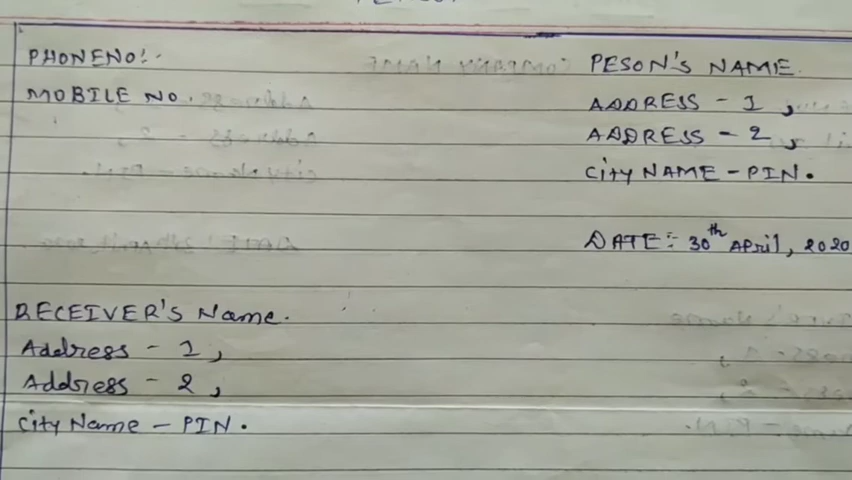 PHONENO:-
PESON'S NAME.
MOBILE NO.
ADDRESS - 1,
ADDRESS - 2,
City NAME - PIN.
DATE:- 30th April, 2020
RECEIVER'S Name.
Address - 1,
Address - 2,
City Name - PIN.